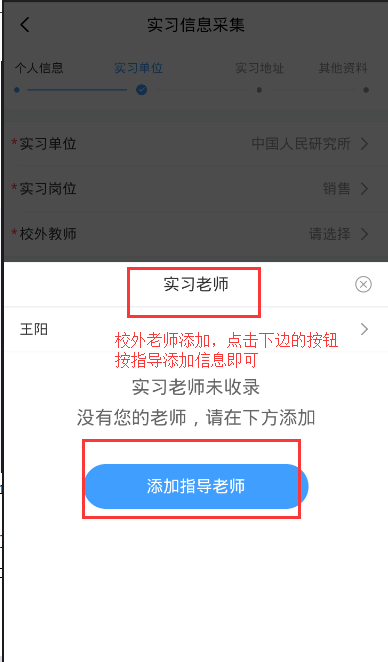 实习信息采集
个人信息 实习单位 实习地址 其他资料
*实习单位 中国人民研究所
*实习岗位 销售
*校外教师 请选择
实习老师
王阳
校外老师添加，点击下边的按钮
按指导添加信息即可
实习老师未收录
没有您的老师，请在下方添加
添加指导老师